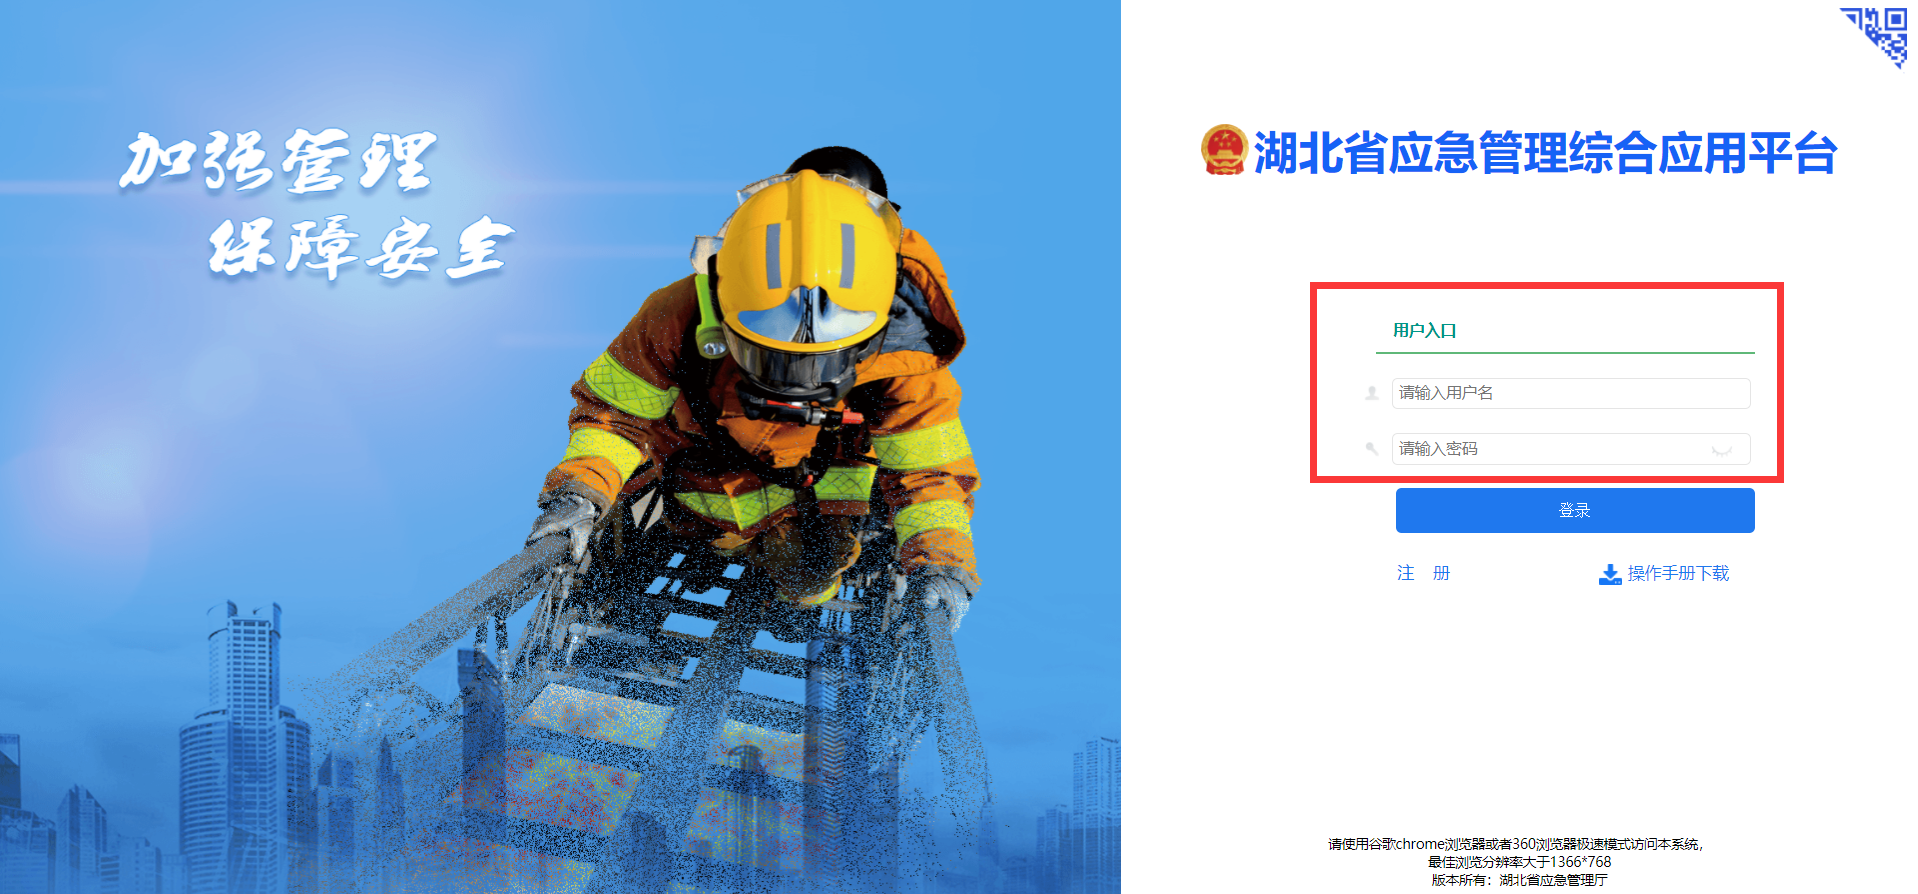 加强管理
保障安全
湖北省应急管理综合应用平台
用户入口
请输入用户名
请输入密码
登录
注 册
操作手册下载
请使用谷歌chrome浏览器或者360浏览器极速模式访问本系统，
最佳浏览分辨率大于1366*768
版本所有：湖北省应急管理厅